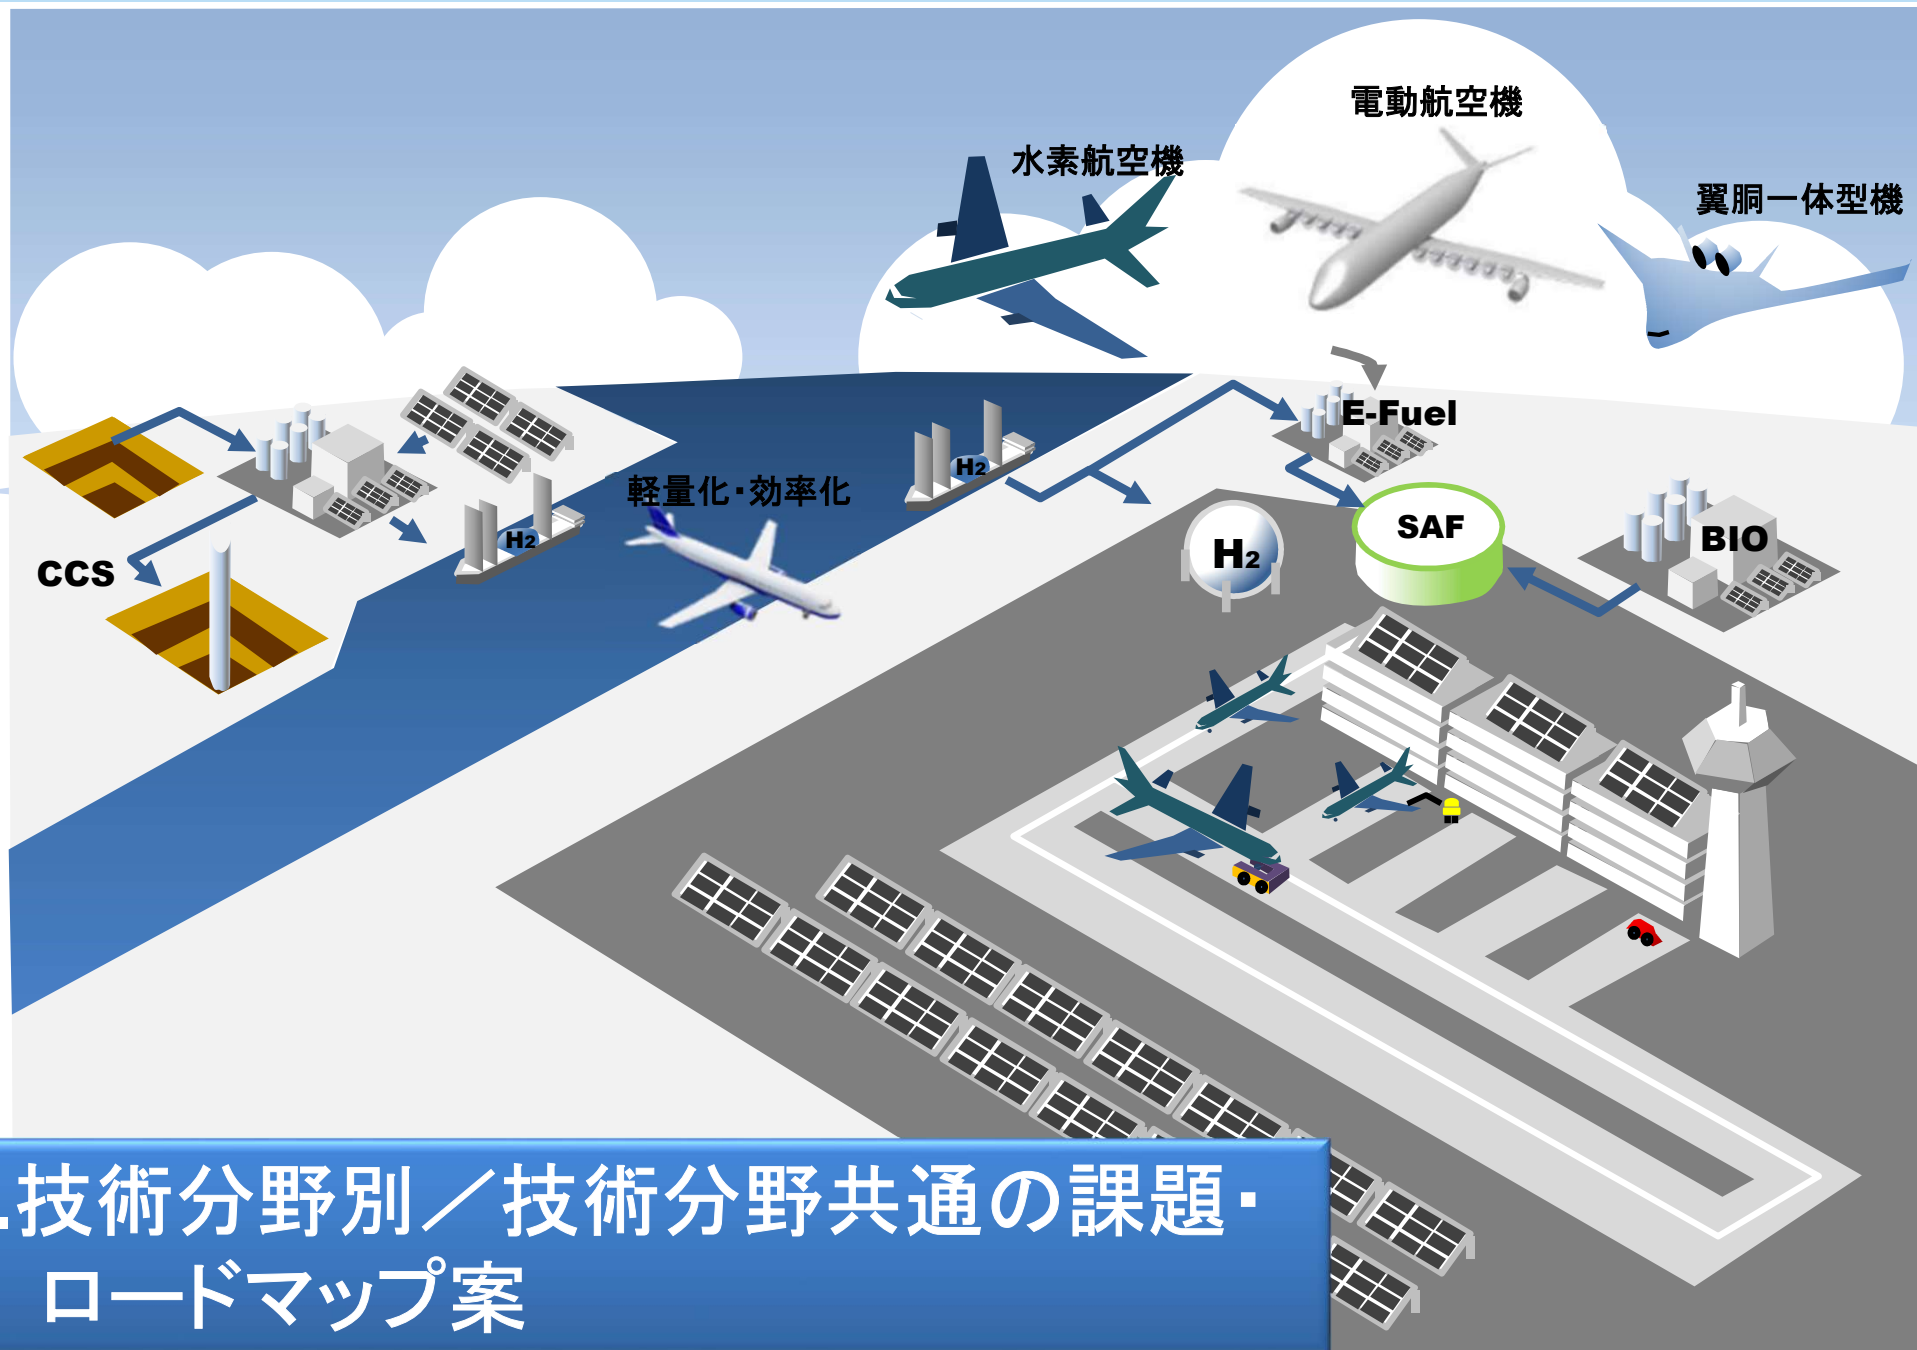 電動航空機
水素航空機
翼胴一体型機
E-Fuel
H2
軽量化・効率化
SAF
H2
BIO
H2
CCS
.技術分野別／技術分野共通の課題・
ロードマップ案